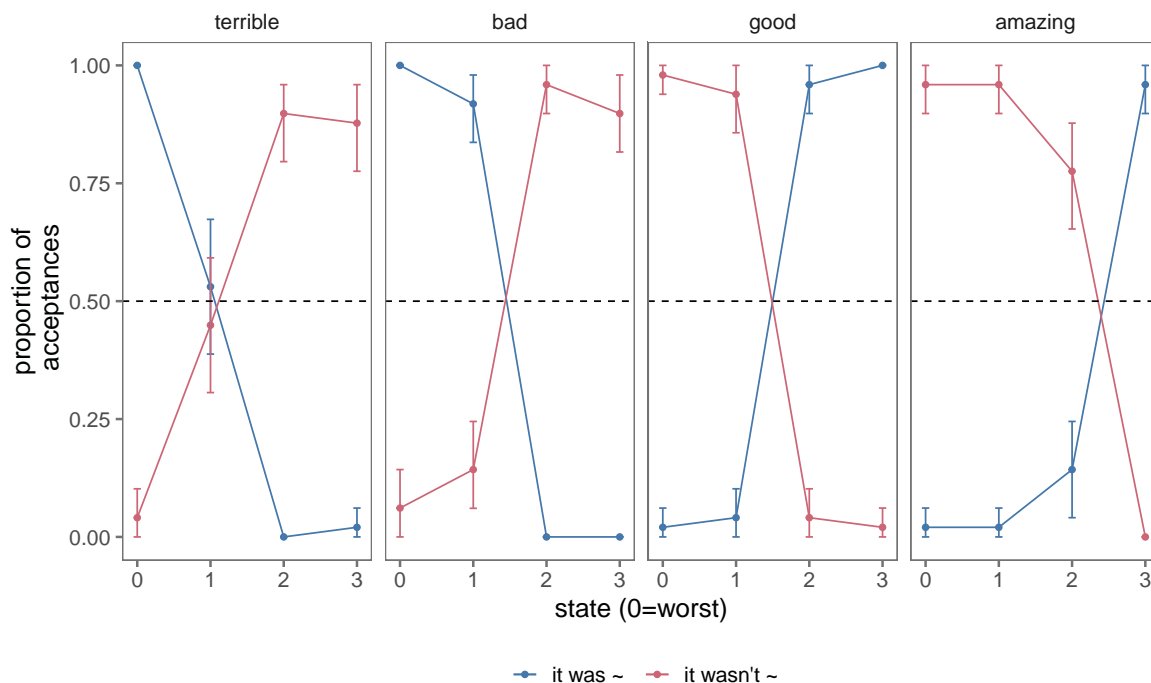 terrible bad good amazing
proportion of
acceptances
1.00
0.75
0.50
0.25
0.00
0 1 2 3 0 1 2 3 0 1 2 3 0 1 2 3
state (0=worst)
it was ~ it wasn't ~